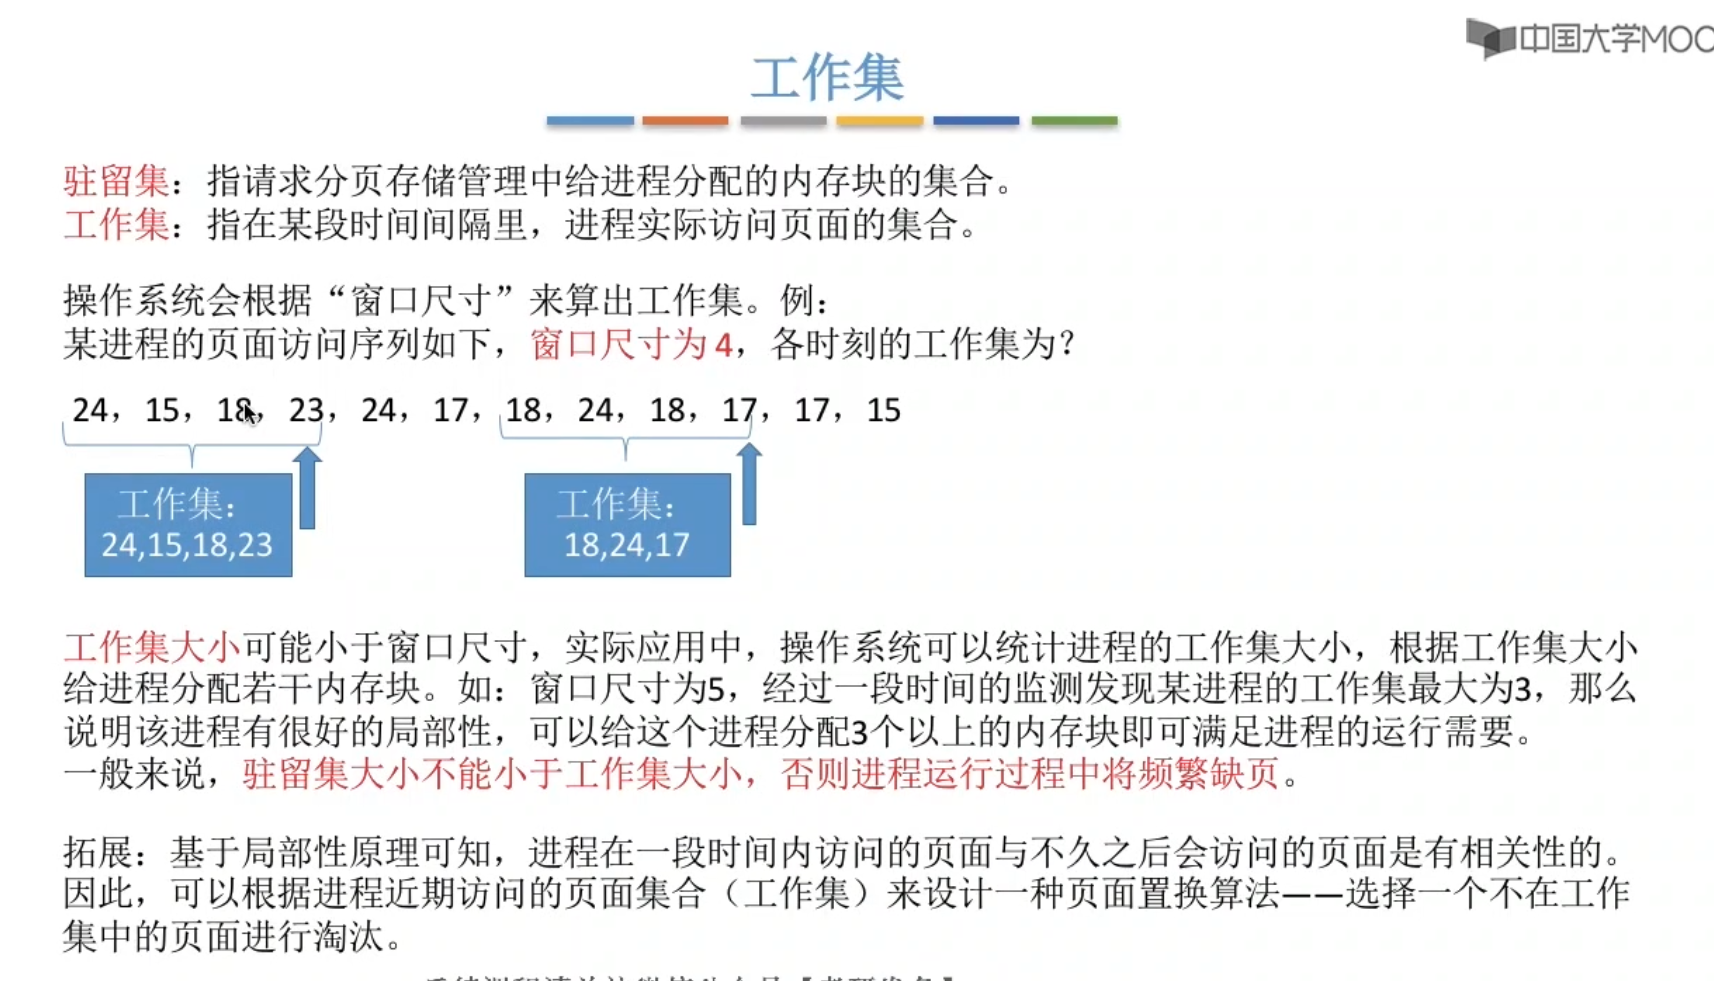 中国大学MOO
工作集
驻留集：指请求分页存储管理中给进程分配的内存块的集合。
工作集：指在某段时间间隔里，进程实际访问页面的集合。
操作系统会根据“窗口尺寸”来算出工作集。例：
某进程的页面访问序列如下，窗口尺寸为 4，各时刻的工作集为？
24，15，18，23，24，17，18，24，18，17，17，15
工作集：
24,15,18,23
工作集：
18,24,17
工作集大小可能小于窗口尺寸，实际应用中，操作系统可以统计进程的工作集大小，根据工作集大小
给进程分配若干内存块。如：窗口尺寸为5，经过一段时间的监测发现某进程的工作集最大为3，那么
说明该进程有很好的局部性，可以给这个进程分配3个以上的内存块即可满足进程的运行需要。
一般来说，驻留集大小不能小于工作集大小，否则进程运行过程中将频繁缺页。
拓展：基于局部性原理可知，进程在一段时间内访问的页面与不久之后会访问的页面是有相关性的。
因此，可以根据进程近期访问的页面集合（工作集）来设计一种页面置换算法——选择一个不在工作
集中的页面进行淘汰。